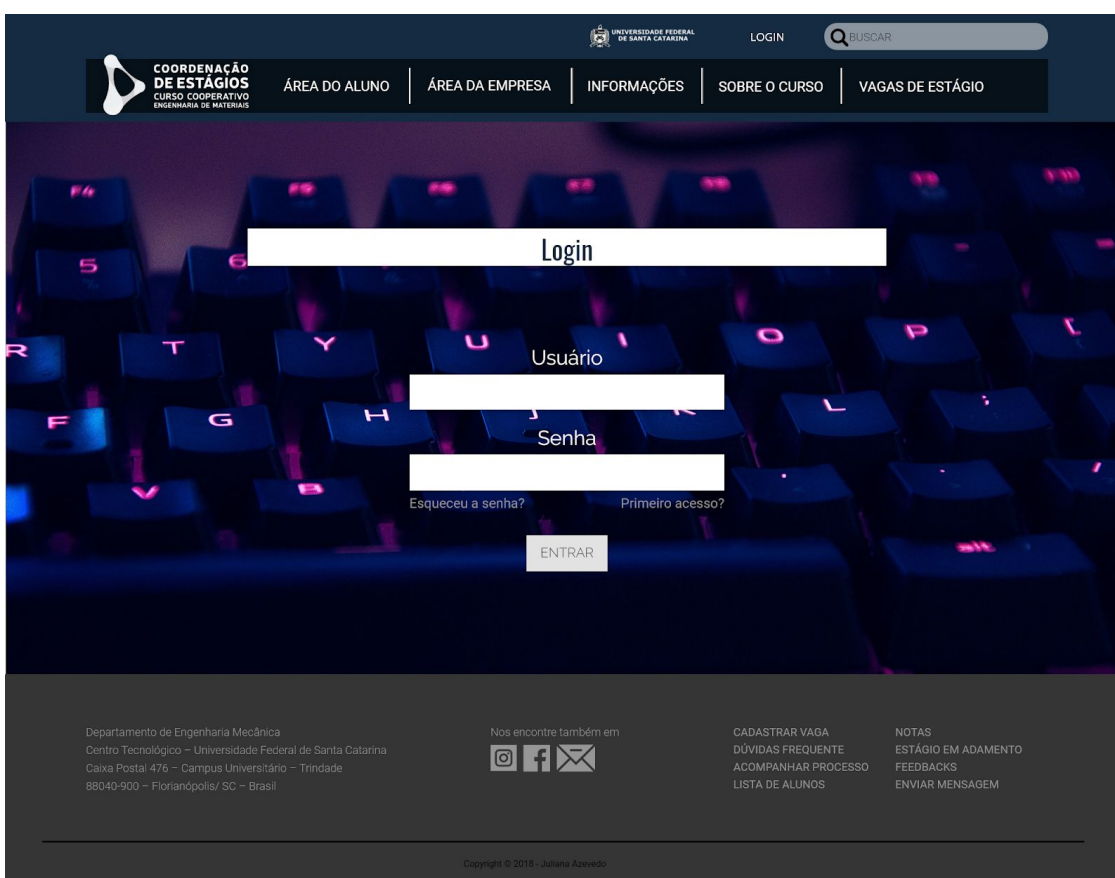 UNIVERSIDADE FEDERAL
DE SANTA CATARINA
LOGIN
BUSCAR
COORDENAÇÃO
DE ESTÁGIOS
CURSO COOPERATIVO
ENGENHARIA DE MATERIAIS
ÁREA DO ALUNO
ÁREA DA EMPRESA
INFORMAÇÕES
SOBRE O CURSO
VAGAS DE ESTÁGIO
F4
5
6
Login
R T Y U I O P
Usuário
F G H J K L ;
Senha
V B
Esqueceu a senha? Primeiro acesso?
ENTRAR
alt
Departamento de Engenharia Mecânica
Centro Tecnológico – Universidade Federal de Santa Catarina
Caixa Postal 476 – Campus Universitário – Trindade
88040-900 – Florianópolis/ SC – Brasil
Nos encontre também em
CADASTRAR VAGA
DÚVIDAS FREQUENTE
ACOMPANHAR PROCESSO
LISTA DE ALUNOS
NOTAS
ESTÁGIO EM ADAMENTO
FEEDBACKS
ENVIAR MENSAGEM
Copyright © 2018 - Juliana Azevedo